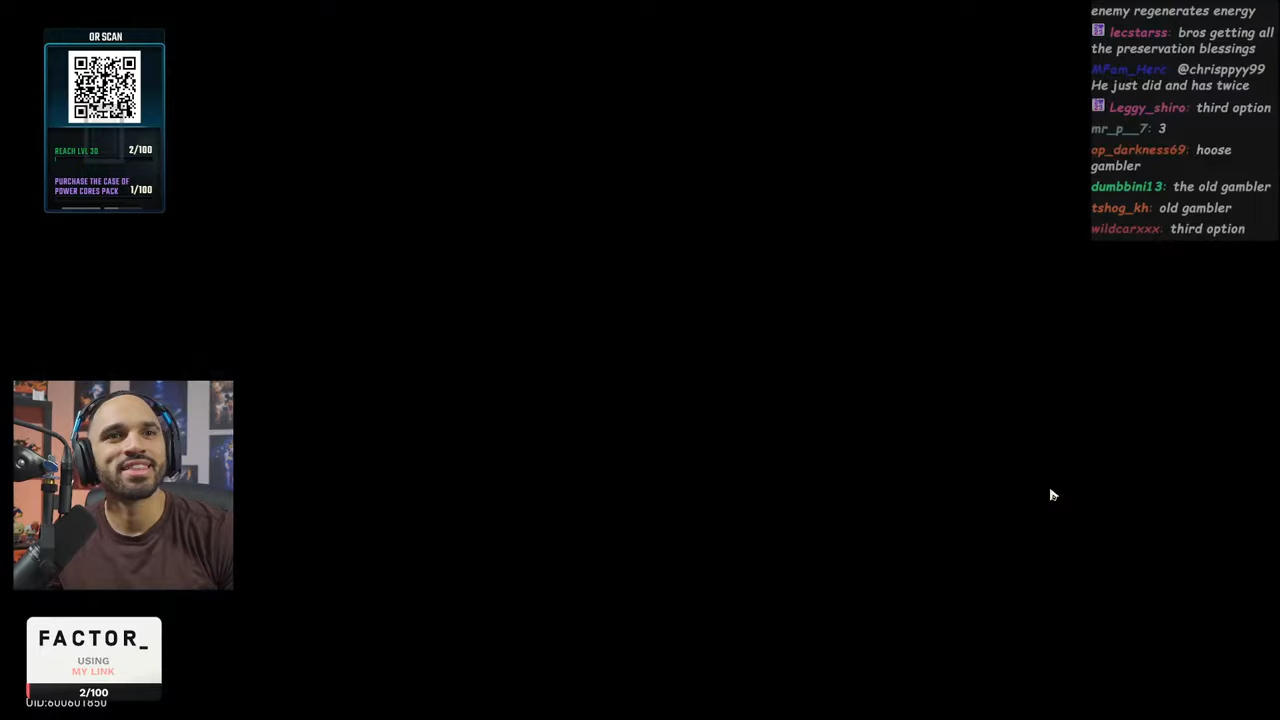 OR SCAN
REACH LVL 30 2/100
PURCHASE THE CASE OF
POWER CORES PACK 1/100
enemy regenerates energy
lecstarss: bros getting all
the preservation blessings
MFam_Herc: @chrisppyy99
He just did and has twice
Leggy_shiro: third option
mr_p__7: 3
op_darkness69: hoose
gambler
dumbbini13: the old gambler
tshog_kh: old gambler
wildcarxxx: third option
FACTOR_
USING
MY LINK
2/100
UID:600601850